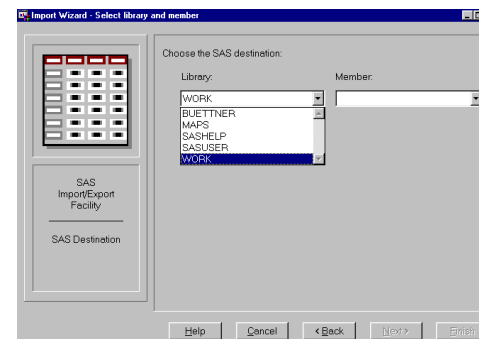 Import Wizard - Select library and member
Choose the SAS destination:
Library:
Member:
WORK
BUETTNER
MAPS
SASHELP
SASUSER
WORK
SAS
Import/Export
Facility
SAS Destination
Help
Cancel
< Back
Next >
Finish